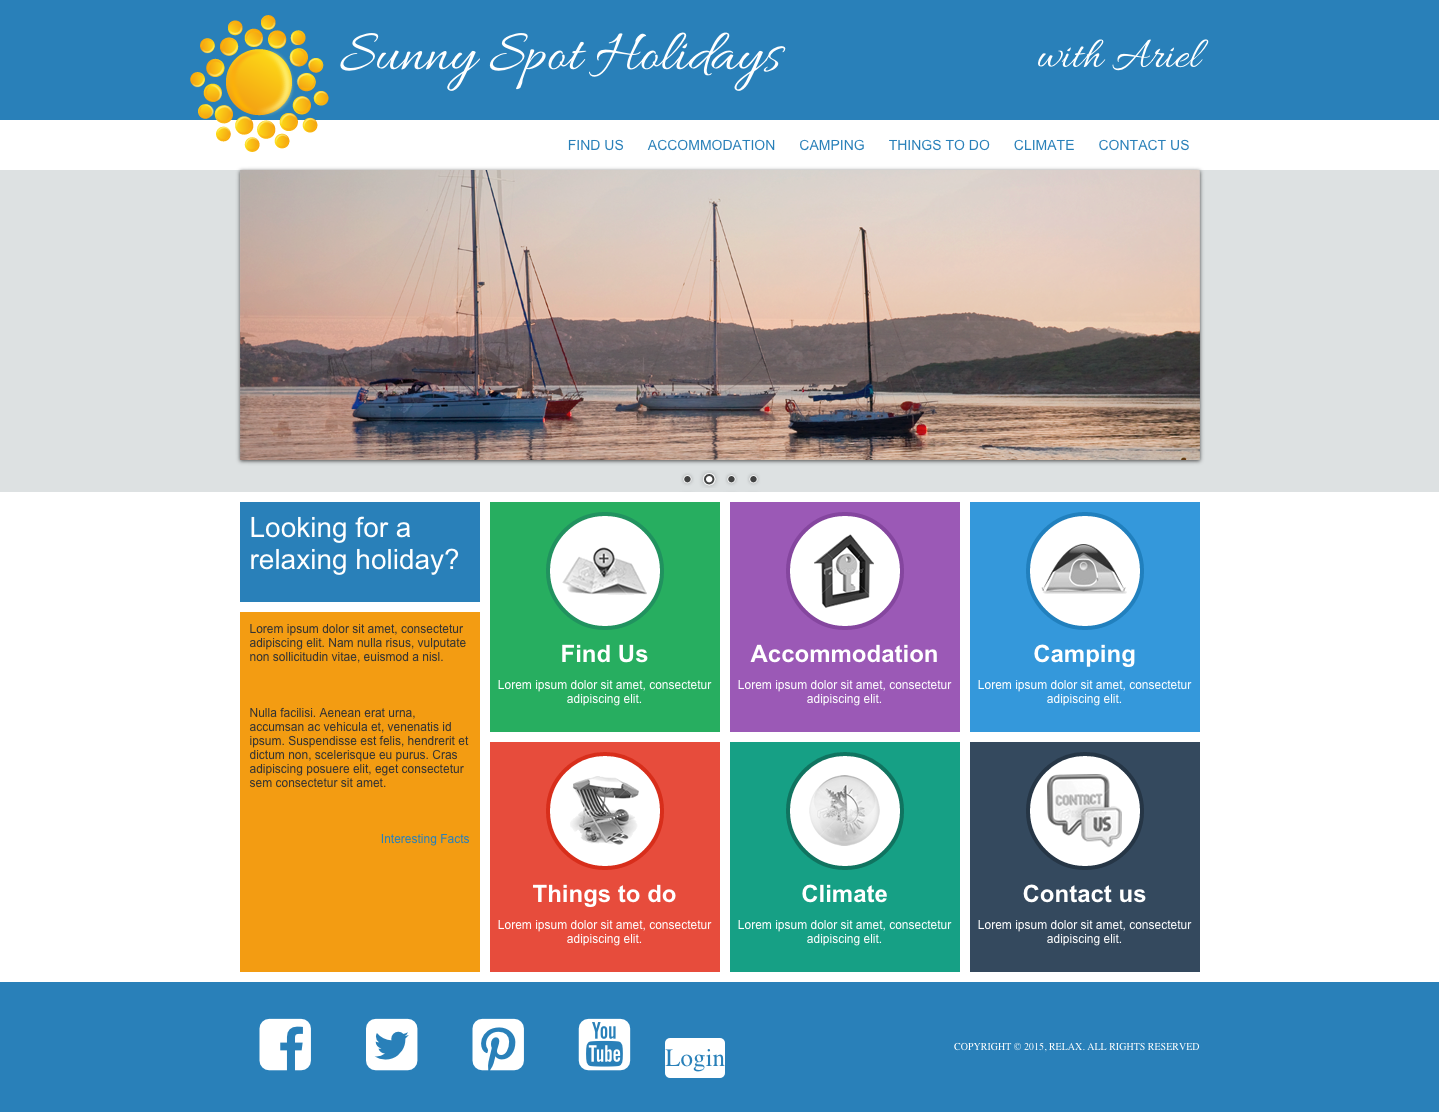 Sunny Spot Holidays
with Ariel
FIND US ACCOMMODATION CAMPING THINGS TO DO CLIMATE CONTACT US
Looking for a
relaxing holiday?
Lorem ipsum dolor sit amet, consectetur
adipiscing elit. Nam nulla risus, vulputate
non sollicitudin vitae, euismod a nisl.
Nulla facilisi. Aenean erat urna,
accumsan ac vehicula et, venenatis id
ipsum. Suspendisse est felis, hendrerit et
dictum non, scelerisque eu purus. Cras
adipiscing posuere elit, eget consectetur
sem consectetur sit amet.
Interesting Facts
Find Us
Lorem ipsum dolor sit amet, consectetur
adipiscing elit.
Accommodation
Lorem ipsum dolor sit amet, consectetur
adipiscing elit.
Camping
Lorem ipsum dolor sit amet, consectetur
adipiscing elit.
Things to do
Lorem ipsum dolor sit amet, consectetur
adipiscing elit.
Climate
Lorem ipsum dolor sit amet, consectetur
adipiscing elit.
CONTACT
US
Contact us
Lorem ipsum dolor sit amet, consectetur
adipiscing elit.
You
Tube
Login
COPYRIGHT © 2015, RELAX. ALL RIGHTS RESERVED